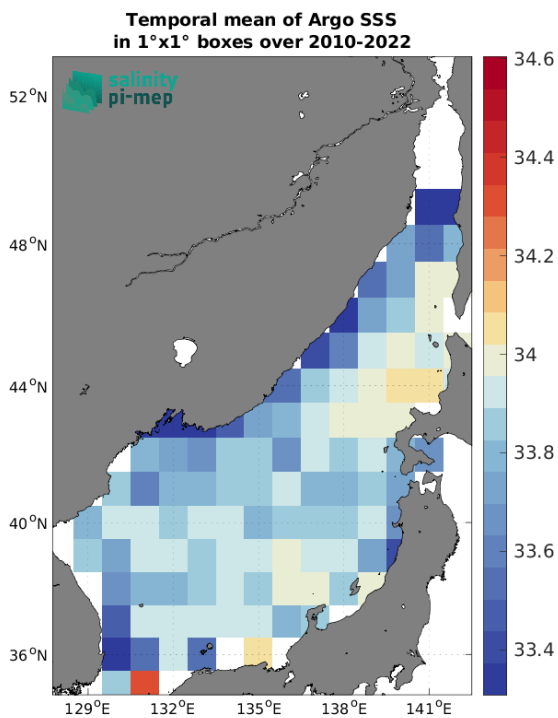 Temporal mean of Argo SSS
in 1°x1° boxes over 2010-2022
salinity
pi-mep
52°N
48°N
44°N
40°N
36°N
129°E
132°E
135°E
138°E
141°E
34.6
34.4
34.2
34
33.8
33.6
33.4